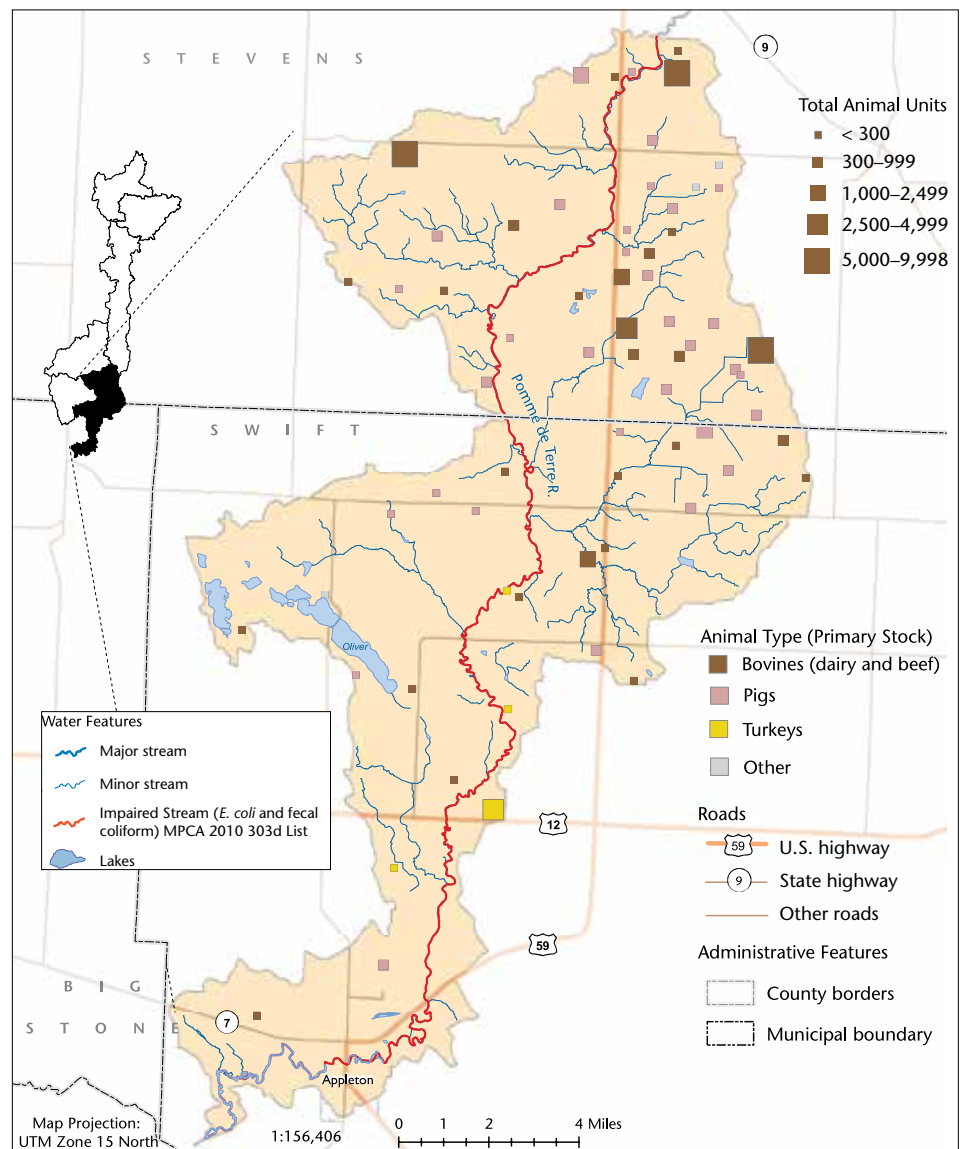 S T E V E N S
9
Total Animal Units
< 300
300–999
1,000–2,499
2,500–4,999
5,000–9,998
Pomme de Terre R.
S W I F T
Oliver
Animal Type (Primary Stock)
Bovines (dairy and beef)
Pigs
Turkeys
Other
Water Features
Major stream
Minor stream
Impaired Stream (E. coli and fecal
coliform) MPCA 2010 303d List
Lakes
12
Roads
59 U.S. highway
9 State highway
Other roads
59
Administrative Features
County borders
Municipal boundary
B I G
S T O N E
7
Appleton
Map Projection:
UTM Zone 15 North
1:156,406
0 1 2 4 Miles